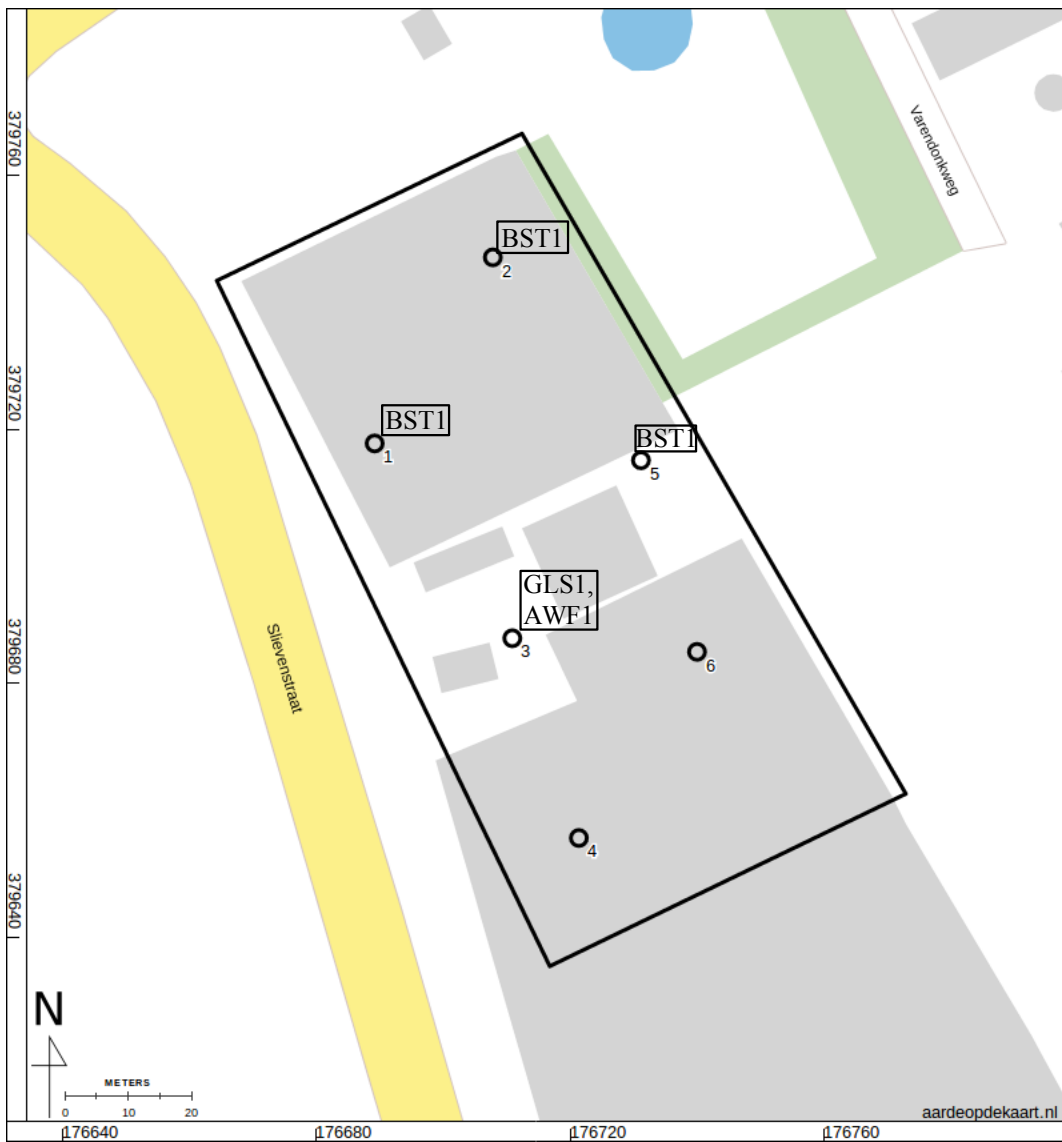 379760
Varendonkweg
BST1
2
379720
BST1
1
BST1
5
GLS1,
AWF1
3
379680
Slievenstraat
6
4
379640
N
METERS
0 10 20
aardeopdekaart.nl
176640 176680 176720 176760